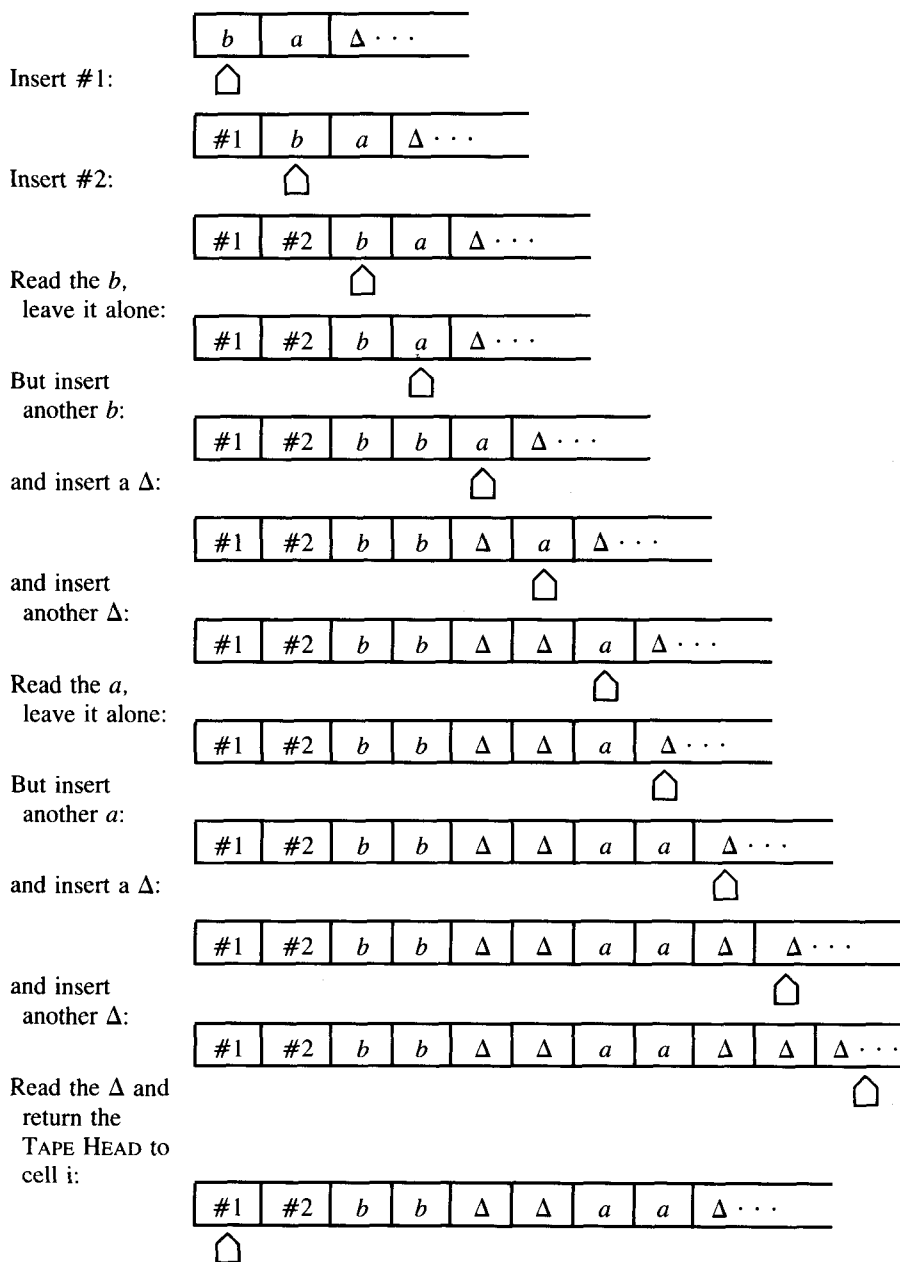 b a Δ · · ·
Insert #1:
#1 b a Δ · · ·
Insert #2:
#1 #2 b a Δ · · ·
Read the b,
leave it alone:
#1 #2 b a Δ · · ·
But insert
another b:
#1 #2 b b a Δ · · ·
and insert a Δ:
#1 #2 b b Δ a Δ · · ·
and insert
another Δ:
#1 #2 b b Δ Δ a Δ · · ·
Read the a,
leave it alone:
#1 #2 b b Δ Δ a Δ · · ·
But insert
another a:
#1 #2 b b Δ Δ a a Δ · · ·
and insert a Δ:
#1 #2 b b Δ Δ a a Δ Δ · · ·
and insert
another Δ:
#1 #2 b b Δ Δ a a Δ Δ Δ · · ·
Read the Δ and
return the
TAPE HEAD to
cell i:
#1 #2 b b Δ Δ a a Δ · · ·